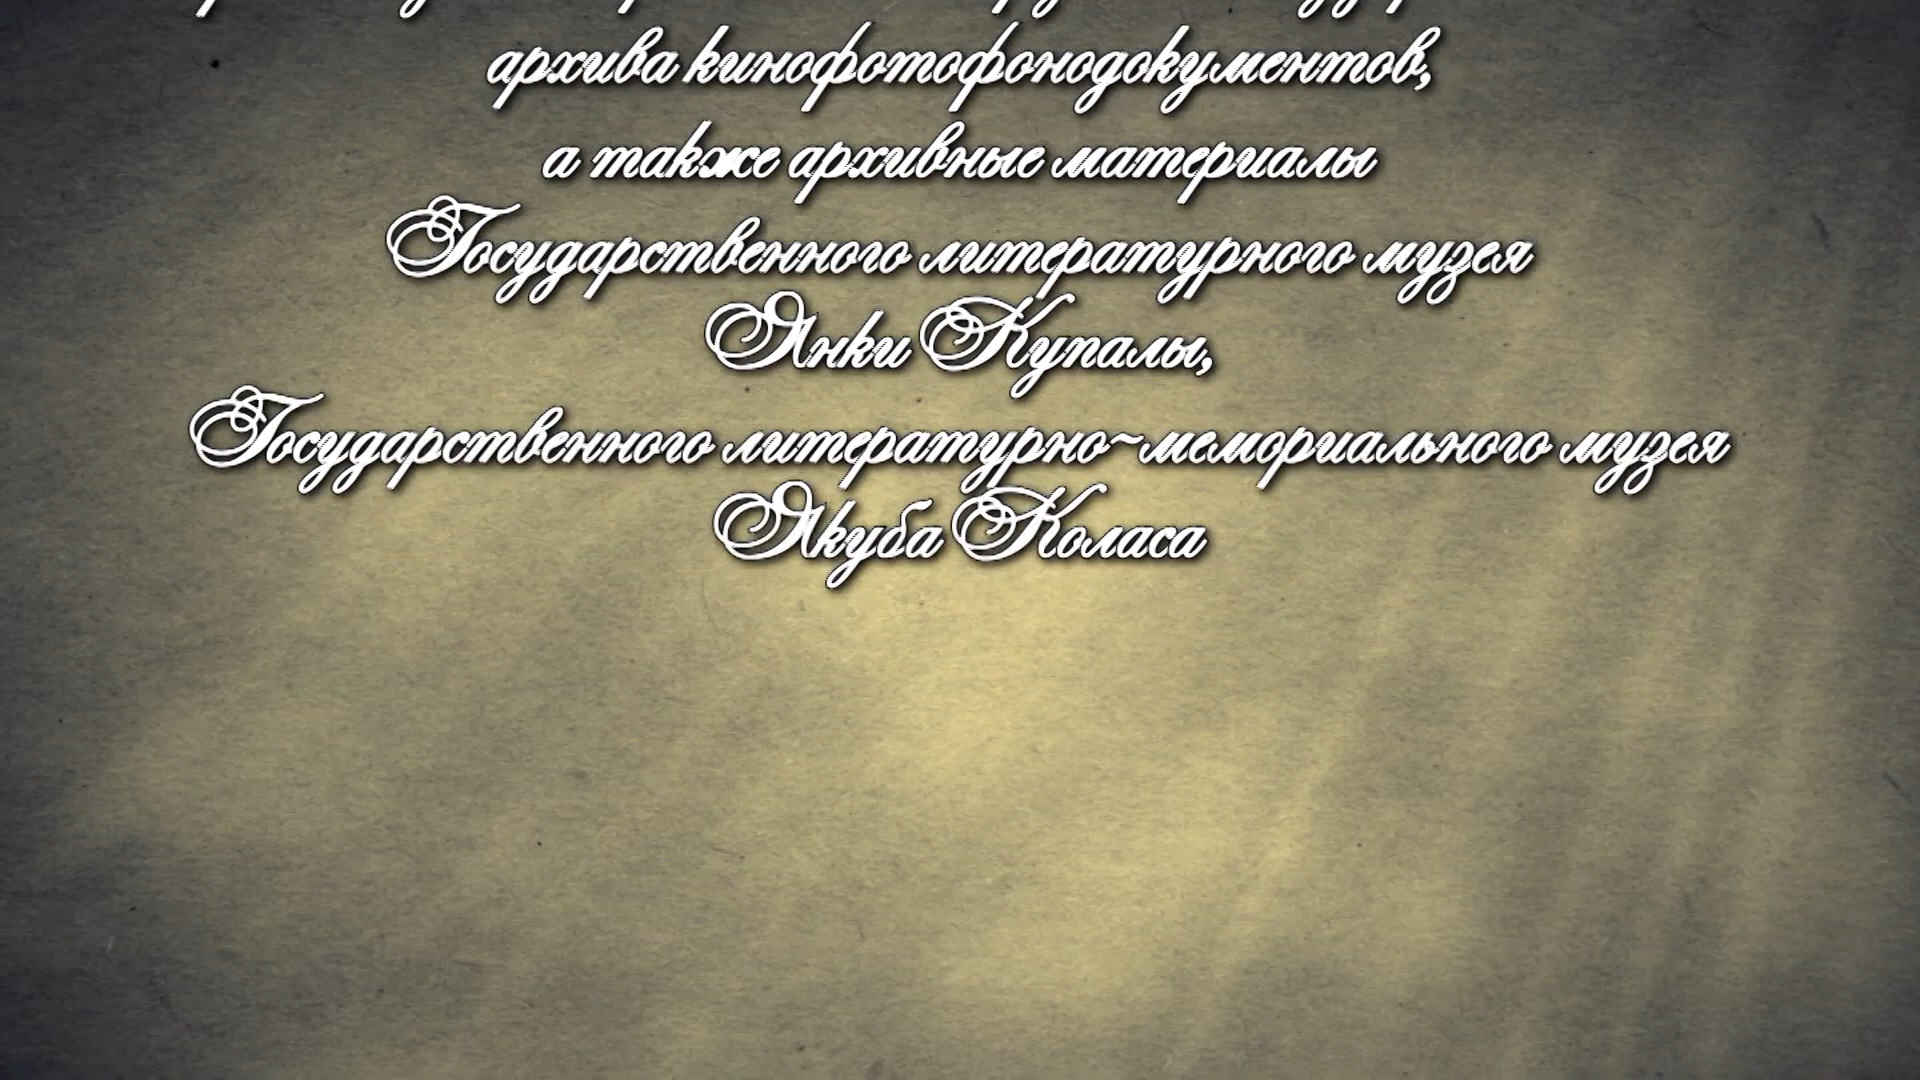 архива кинофотофонодокументов,
а также архивные материалы
Государственного литературного музея
Янки Купалы,
Государственного литературно~мемориального музея
Якуба Коласа